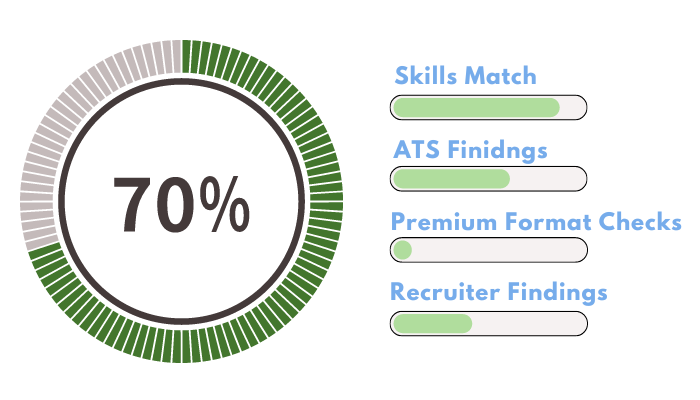 70%
Skills Match
ATS Finidngs
Premium Format Checks
Recruiter Findings